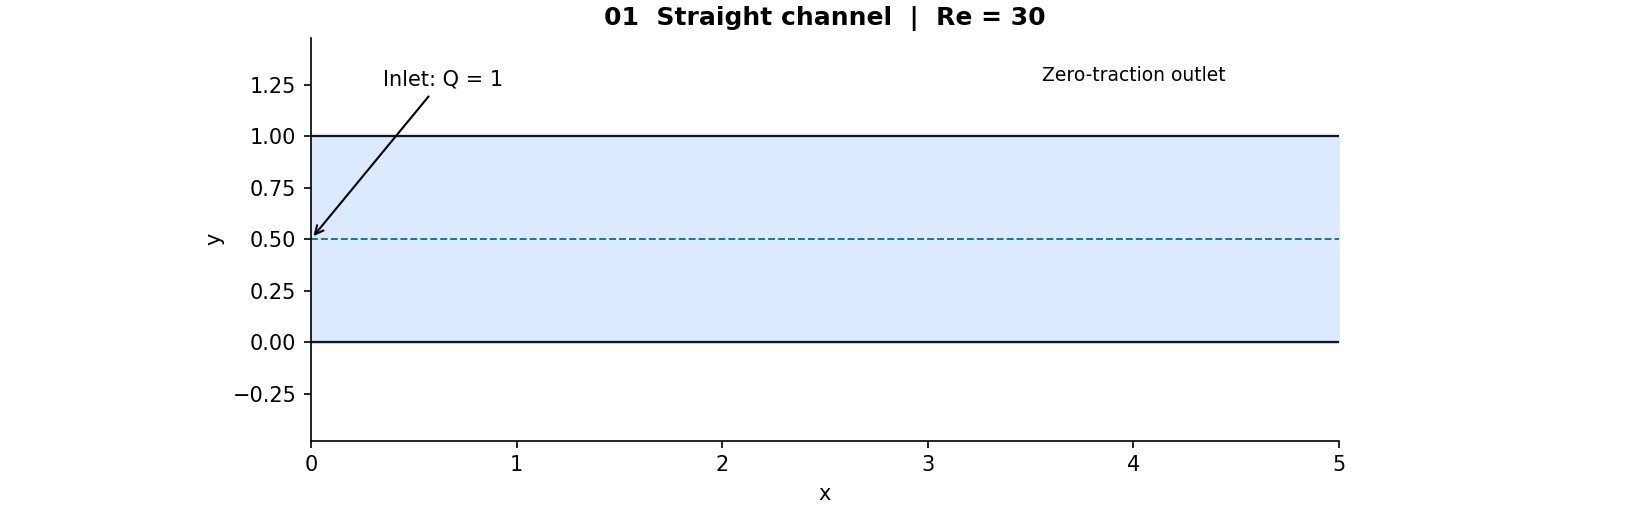 01  Straight channel  |  Re = 30
Inlet: Q = 1
Zero-traction outlet
1.25
1.00
0.75
0.50
0.25
0.00
−0.25
y
0 1 2 3 4 5
x